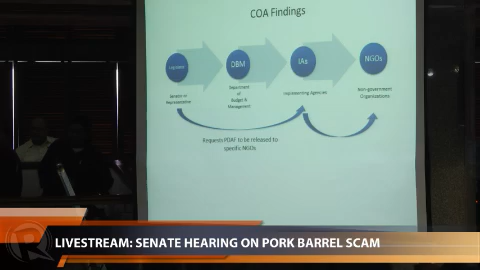 COA Findings
DBM
IAs
NGOs
Senator or
Representative
Department
of
Budget &
Management
Implementing Agencies
Non-government
Organizations
Requests PDAF to be released to
specific NGOs
LIVESTREAM: SENATE HEARING ON PORK BARREL SCAM